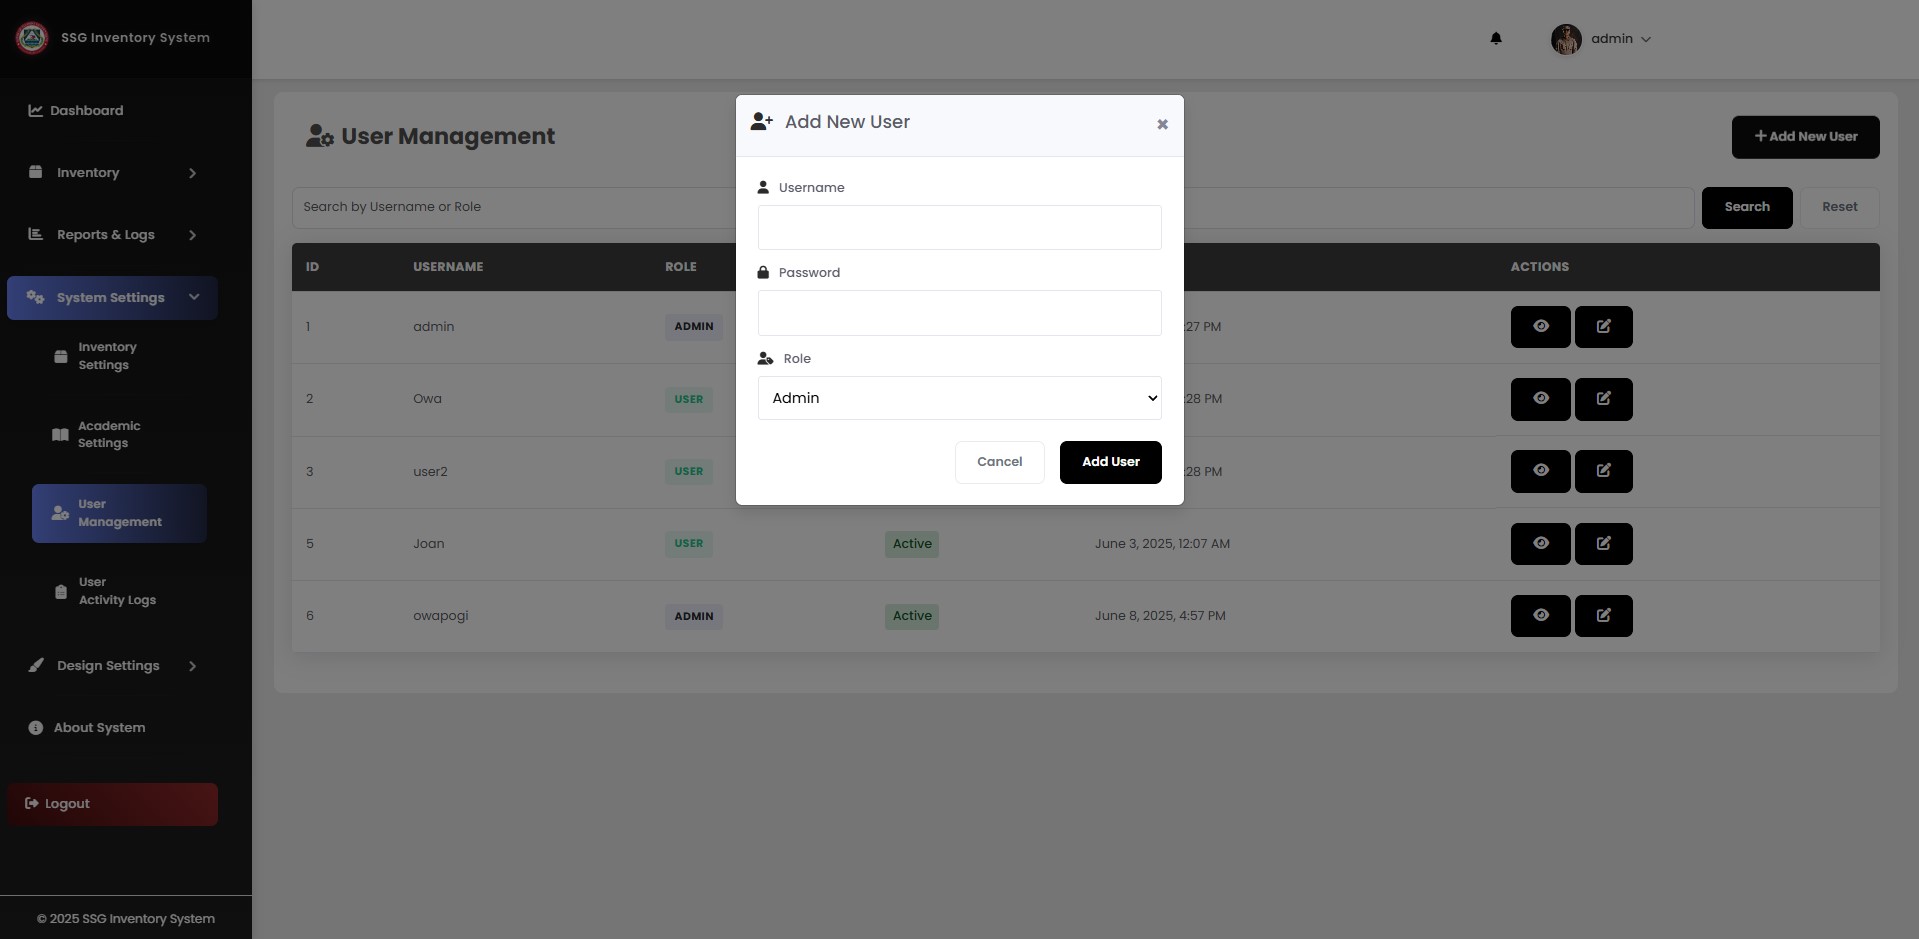 SSG Inventory System
admin
Dashboard
Inventory
Reports & Logs
System Settings
Inventory
Settings
Academic
Settings
User
Management
User
Activity Logs
Design Settings
About System
Logout
© 2025 SSG Inventory System
User Management
Add New User
Search by Username or Role
Search
Reset
ID USERNAME ROLE ACTIONS
1 admin ADMIN :27 PM
2 Owa USER :28 PM
3 user2 USER :28 PM
5 Joan USER Active June 3, 2025, 12:07 AM
6 owapogi ADMIN Active June 8, 2025, 4:57 PM
Add New User
Username
Password
Role
Admin
Cancel Add User